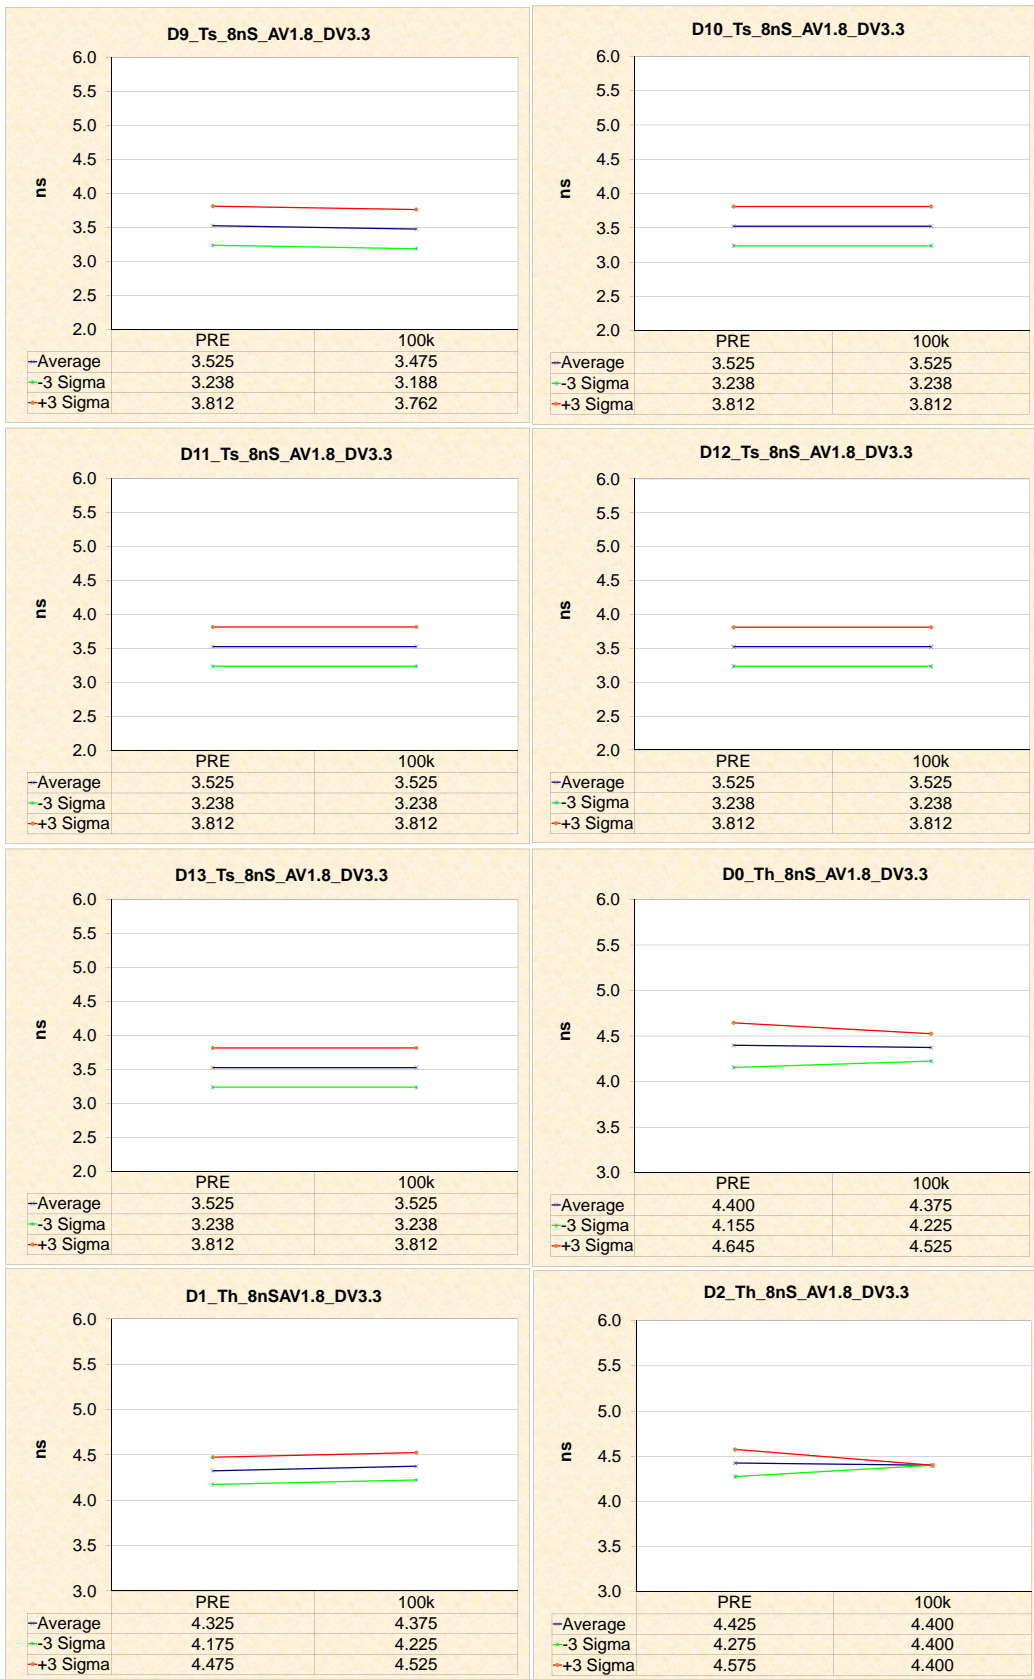 D9_Ts_8nS_AV1.8_DV3.3
6.0
5.5
5.0
4.5
4.0
3.5
3.0
2.5
2.0
ns
PRE 100k
Average 3.525 3.475
-3 Sigma 3.238 3.188
+3 Sigma 3.812 3.762
D10_Ts_8nS_AV1.8_DV3.3
6.0
5.5
5.0
4.5
4.0
3.5
3.0
2.5
2.0
ns
PRE 100k
Average 3.525 3.525
-3 Sigma 3.238 3.238
+3 Sigma 3.812 3.812
D11_Ts_8nS_AV1.8_DV3.3
6.0
5.5
5.0
4.5
4.0
3.5
3.0
2.5
2.0
ns
PRE 100k
Average 3.525 3.525
-3 Sigma 3.238 3.238
+3 Sigma 3.812 3.812
D12_Ts_8nS_AV1.8_DV3.3
6.0
5.5
5.0
4.5
4.0
3.5
3.0
2.5
2.0
ns
PRE 100k
Average 3.525 3.525
-3 Sigma 3.238 3.238
+3 Sigma 3.812 3.812
D13_Ts_8nS_AV1.8_DV3.3
6.0
5.5
5.0
4.5
4.0
3.5
3.0
2.5
2.0
ns
PRE 100k
Average 3.525 3.525
-3 Sigma 3.238 3.238
+3 Sigma 3.812 3.812
D0_Th_8nS_AV1.8_DV3.3
6.0
5.5
5.0
4.5
4.0
3.5
3.0
ns
PRE 100k
Average 4.400 4.375
-3 Sigma 4.155 4.225
+3 Sigma 4.645 4.525
D1_Th_8nSAV1.8_DV3.3
6.0
5.5
5.0
4.5
4.0
3.5
3.0
ns
PRE 100k
Average 4.325 4.375
-3 Sigma 4.175 4.225
+3 Sigma 4.475 4.525
D2_Th_8nS_AV1.8_DV3.3
6.0
5.5
5.0
4.5
4.0
3.5
3.0
ns
PRE 100k
Average 4.425 4.400
-3 Sigma 4.275 4.400
+3 Sigma 4.575 4.400